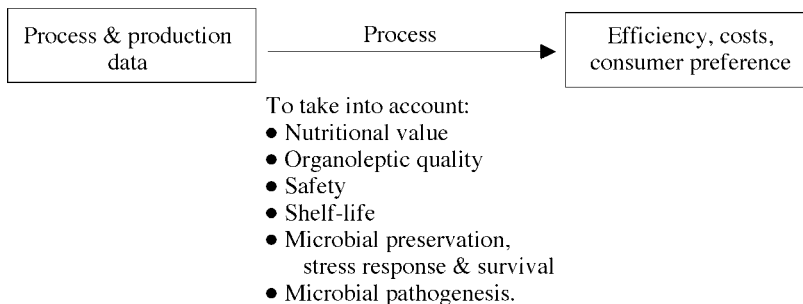 Process & production
data
Process
Efficiency, costs,
consumer preference
To take into account:
● Nutritional value
● Organoleptic quality
● Safety
● Shelf-life
● Microbial preservation,
stress response & survival
● Microbial pathogenesis.